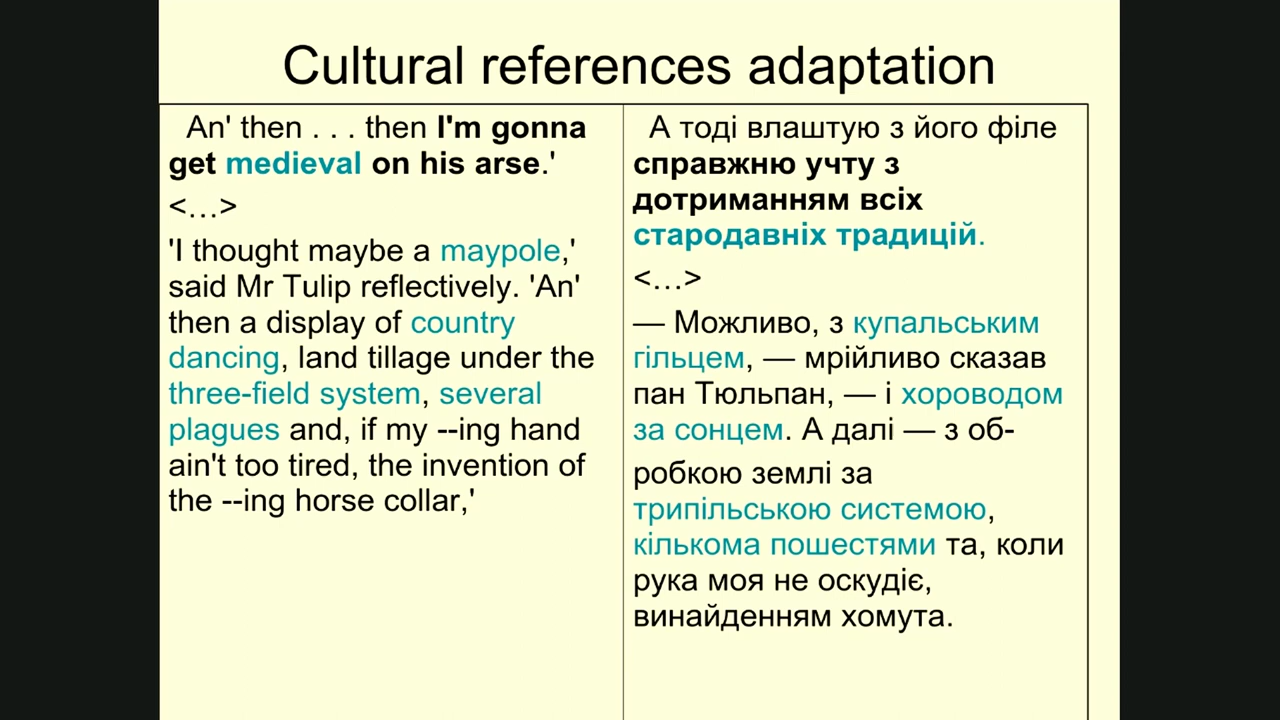 Cultural references adaptation
An' then . . . then I'm gonna
get medieval on his arse.'
<…>
'I thought maybe a maypole,'
said Mr Tulip reflectively. 'An'
then a display of country
dancing, land tillage under the
three-field system, several
plagues and, if my --ing hand
ain't too tired, the invention of
the --ing horse collar,'
А тоді влаштую з його філе
справжню учту з
дотриманням всіх
стародавніх традицій.
<…>
— Можливо, з купальським
гільцем, — мрійливо сказав
пан Тюльпан, — і хороводом
за сонцем. А далі — з об-
робкою землі за
трипільською системою,
кількома пошестями та, коли
рука моя не оскудіє,
винайденням хомута.